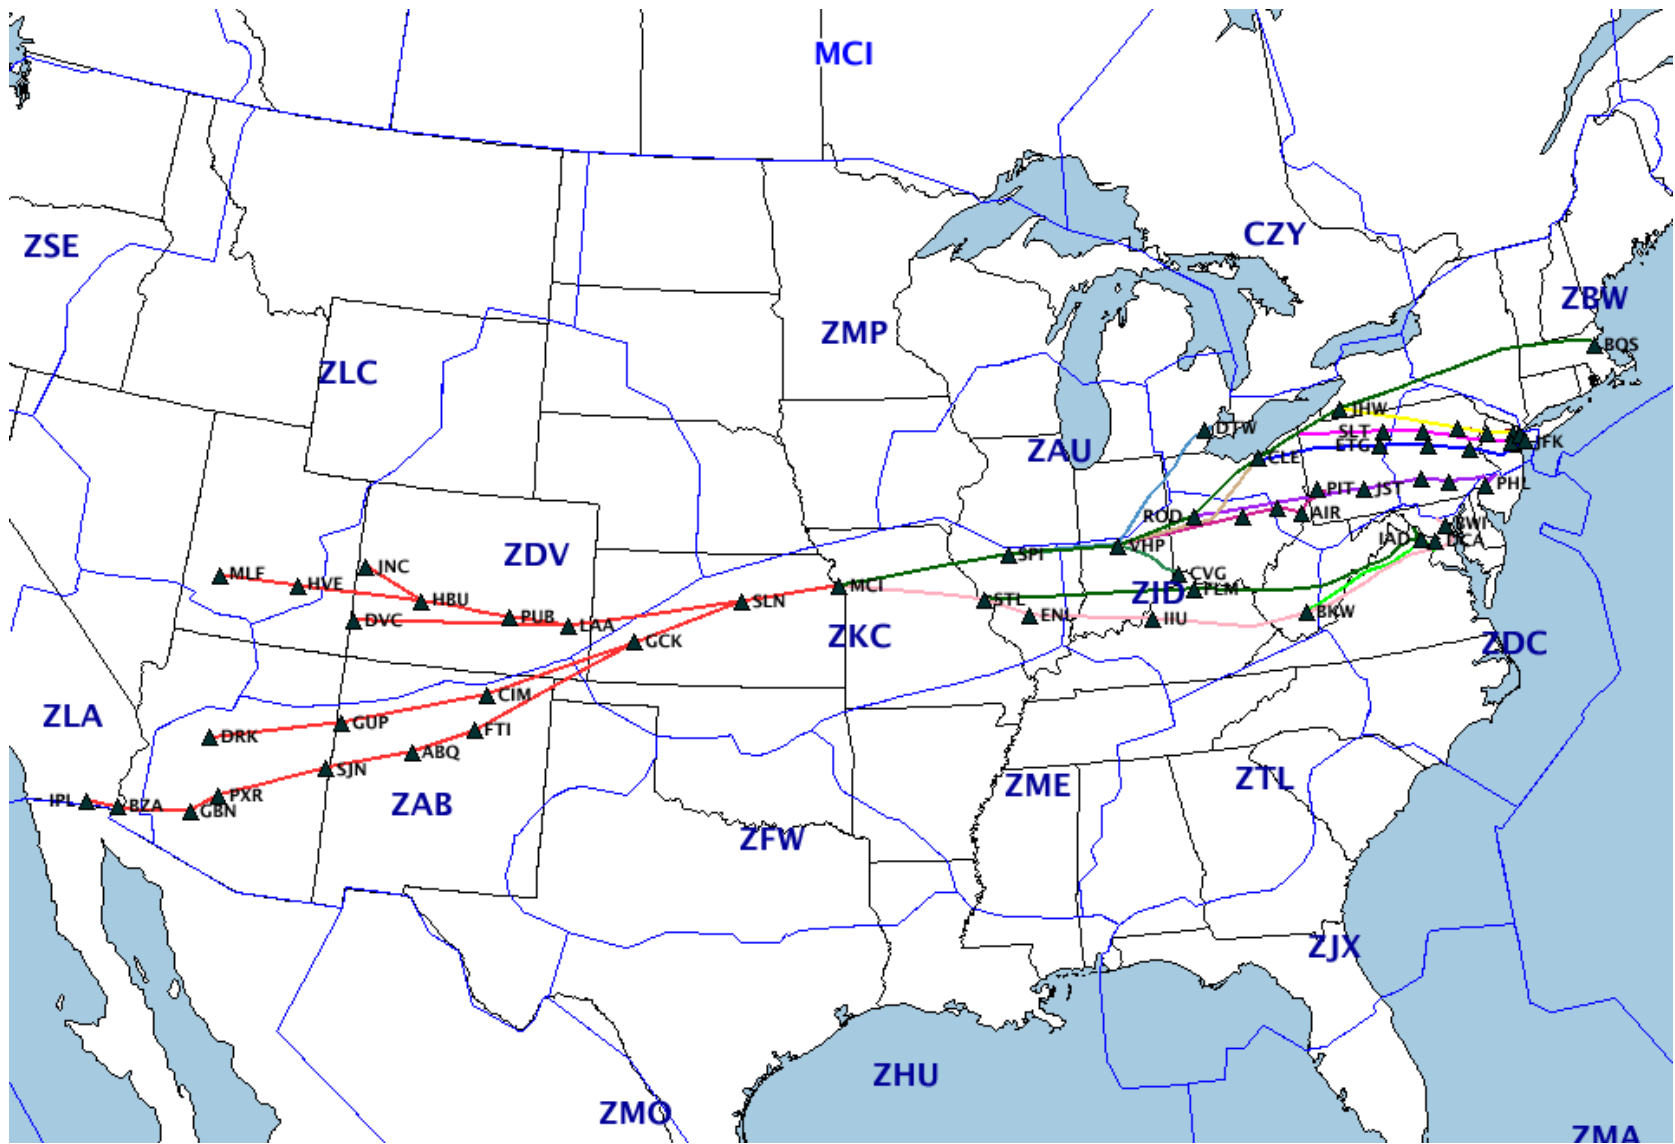 MCI
ZSE
CZY
ZBW
ZMP
ZLC
BOS
JHW
DTW
SLT
JFK
ETG
ZAU
CLE
PIT
JST
PHL
ROD
AIR
BWI
IAD
DCA
ZDV
VHP
SPI
JNC
MLF
HVE
CVG
MCI
ZID
PLM
HBU
SLN
STL
PUB
BKW
DVC
LAA
ENL
IIU
ZKC
GCK
ZDC
CIM
ZLA
GUP
DRK
FTI
ABQ
SJN
ZTL
ZME
PXR
IPL
BZA
GBN
ZAB
ZFW
ZJX
ZHU
ZMO
ZMA